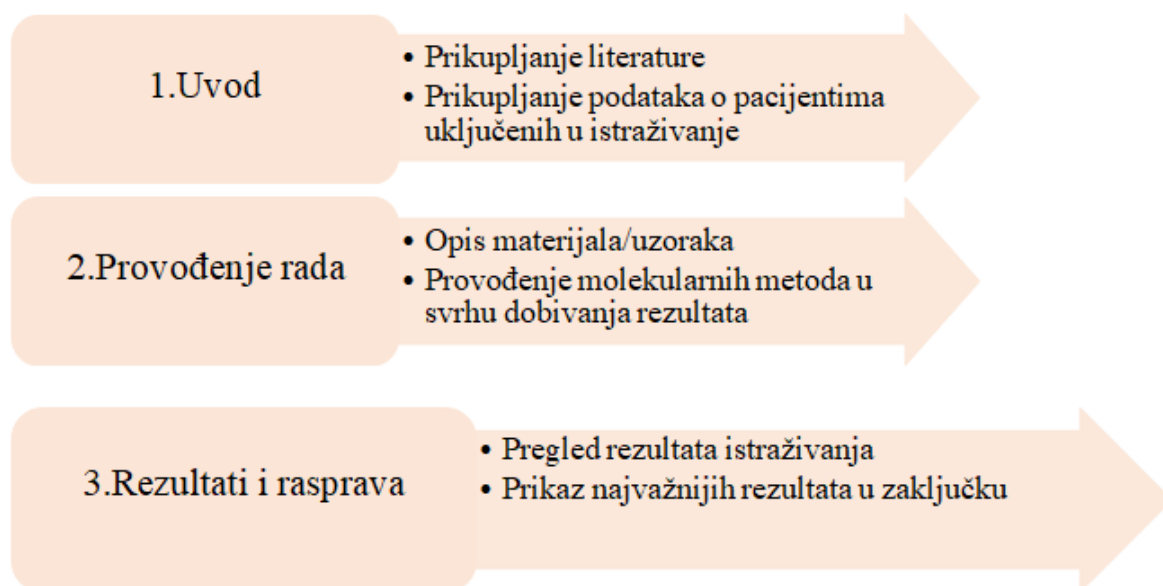 1.Uvod
• Prikupljanje literature
• Prikupljanje podataka o pacijentima
uključenih u istraživanje
2.Provođenje rada
• Opis materijala/uzoraka
• Provođenje molekularnih metoda u
svrhu dobivanja rezultata
3.Rezultati i rasprava
• Pregled rezultata istraživanja
• Prikaz najvažnijih rezultata u zaključku